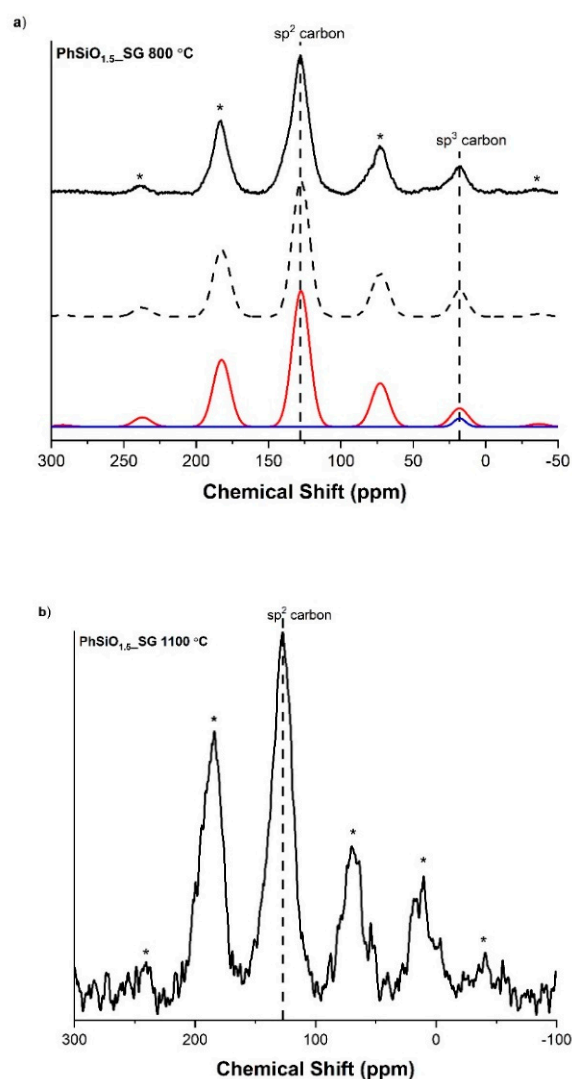 a)
sp² carbon
PhSiO₁.₅_SG 800 °C
*
*
*
sp³ carbon
*
300 250 200 150 100 50 0 -50
Chemical Shift (ppm)
b)
sp² carbon
PhSiO₁.₅_SG 1100 °C
*
*
*
*
*
300 200 100 0 -100
Chemical Shift (ppm)